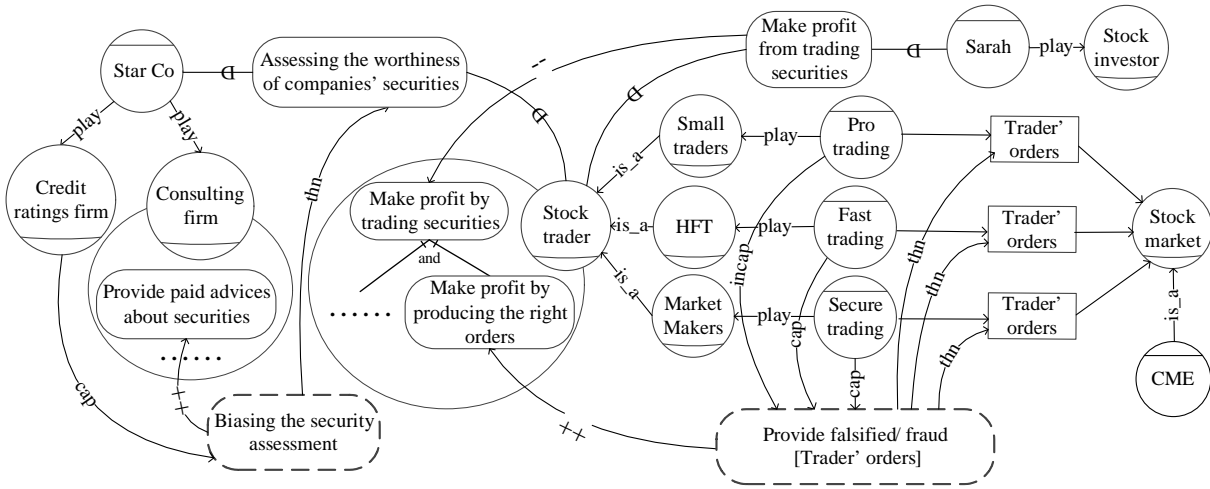 Star Co
Assessing the worthiness
of companies' securities
D
D
--
Make profit
from trading
securities
D
D
Sarah
play
Stock
investor
play
play
Credit
ratings firm
Consulting
firm
thn
Make profit by
trading securities
and
Stock
trader
is_a
is_a
is_a
Small
traders
HFT
Market
Makers
play
play
play
Pro
trading
Fast
trading
Secure
trading
Trader'
orders
Trader'
orders
Trader'
orders
Stock
market
is_a
CME
Provide paid advices
about securities
......
......
Make profit by
producing the right
orders
incap
cap
cap
thn
thn
thn
cap
++
Biasing the security
assessment
++
Provide falsified/ fraud
[Trader' orders]